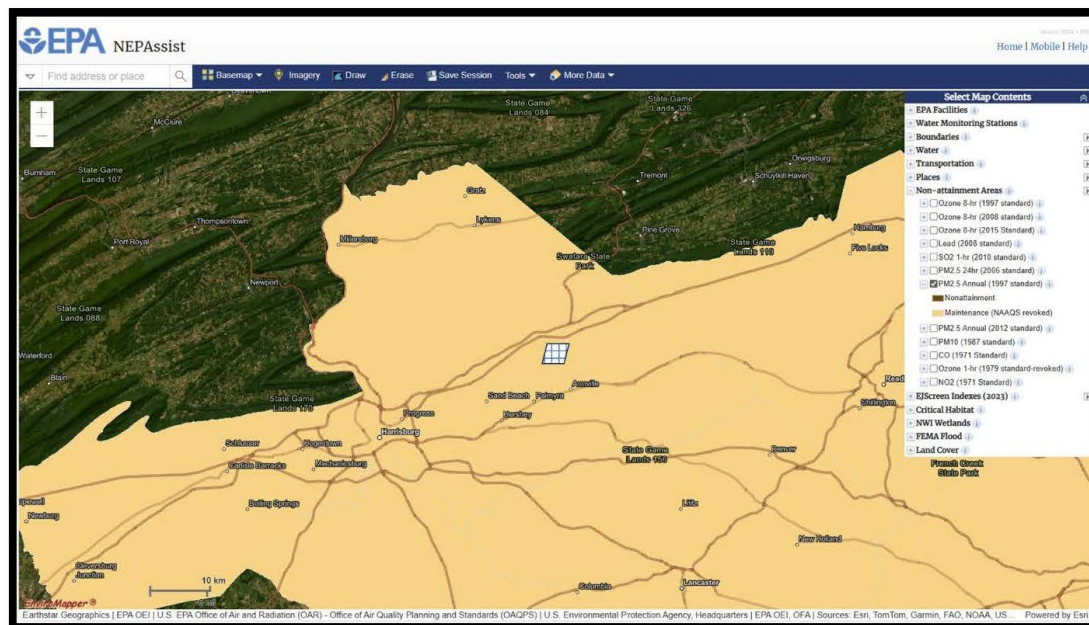 EPA NEPAssist
Home | Mobile | Help
Find address or place
Basemap
Imagery
Draw
Erase
Save Session
Tools
More Data
Select Map Contents
EPA Facilities
Water Monitoring Stations
Boundaries
Water
Transportation
Places
Non-attainment Areas
Ozone 8-hr (1997 standard)
Ozone 8-hr (2008 standard)
Ozone 8-hr (2015 Standard)
Lead (2008 standard)
SO2 1-hr (2010 standard)
PM2.5 24hr (2006 standard)
PM2.5 Annual (1997 standard)
Nonattainment
Maintenance (NAAQS revoked)
PM2.5 Annual (2012 standard)
PM10 (1987 standard)
CO (1971 Standard)
Ozone 1-hr (1979 standard-revoked)
NO2 (1971 Standard)
EJScreen Indexes (2023)
Critical Habitat
NWI Wetlands
FEMA Flood
Land Cover
McClure
State Game
Lands 084
State Game
Lands 326
Burnham
State Game
Lands 107
Orwigsburg
Tremont
Schuylkill Haven
Gratz
Thompsontown
Lykens
Port Royal
Millersburg
Pine Grove
State Game
Lands 110
Hamburg
Five Locks
Swatara State
Park
Newport
State Game
Lands 088
Waterford
Blain
State Game
Lands 170
Annville
Sand Beach
Palmyra
Hershey
Progress
Harrisburg
Read
Shillington
Schlusser
Hogestown
Carlisle Barracks
Mechanicsburg
State Game
Lands 156
Denver
French Creek
State Park
Boiling Springs
Lititz
Newburg
New Holland
Cleversburg
Junction
10 km
Columbia
Lancaster
EnviroMapper ®
Earthstar Geographics | EPA OEI | U.S. EPA Office of Air and Radiation (OAR) - Office of Air Quality Planning and Standards (OAQPS) | U.S. Environmental Protection Agency, Headquarters | EPA OEI, OFA | Sources: Esri, TomTom, Garmin, FAO, NOAA, US... Powered by Esri